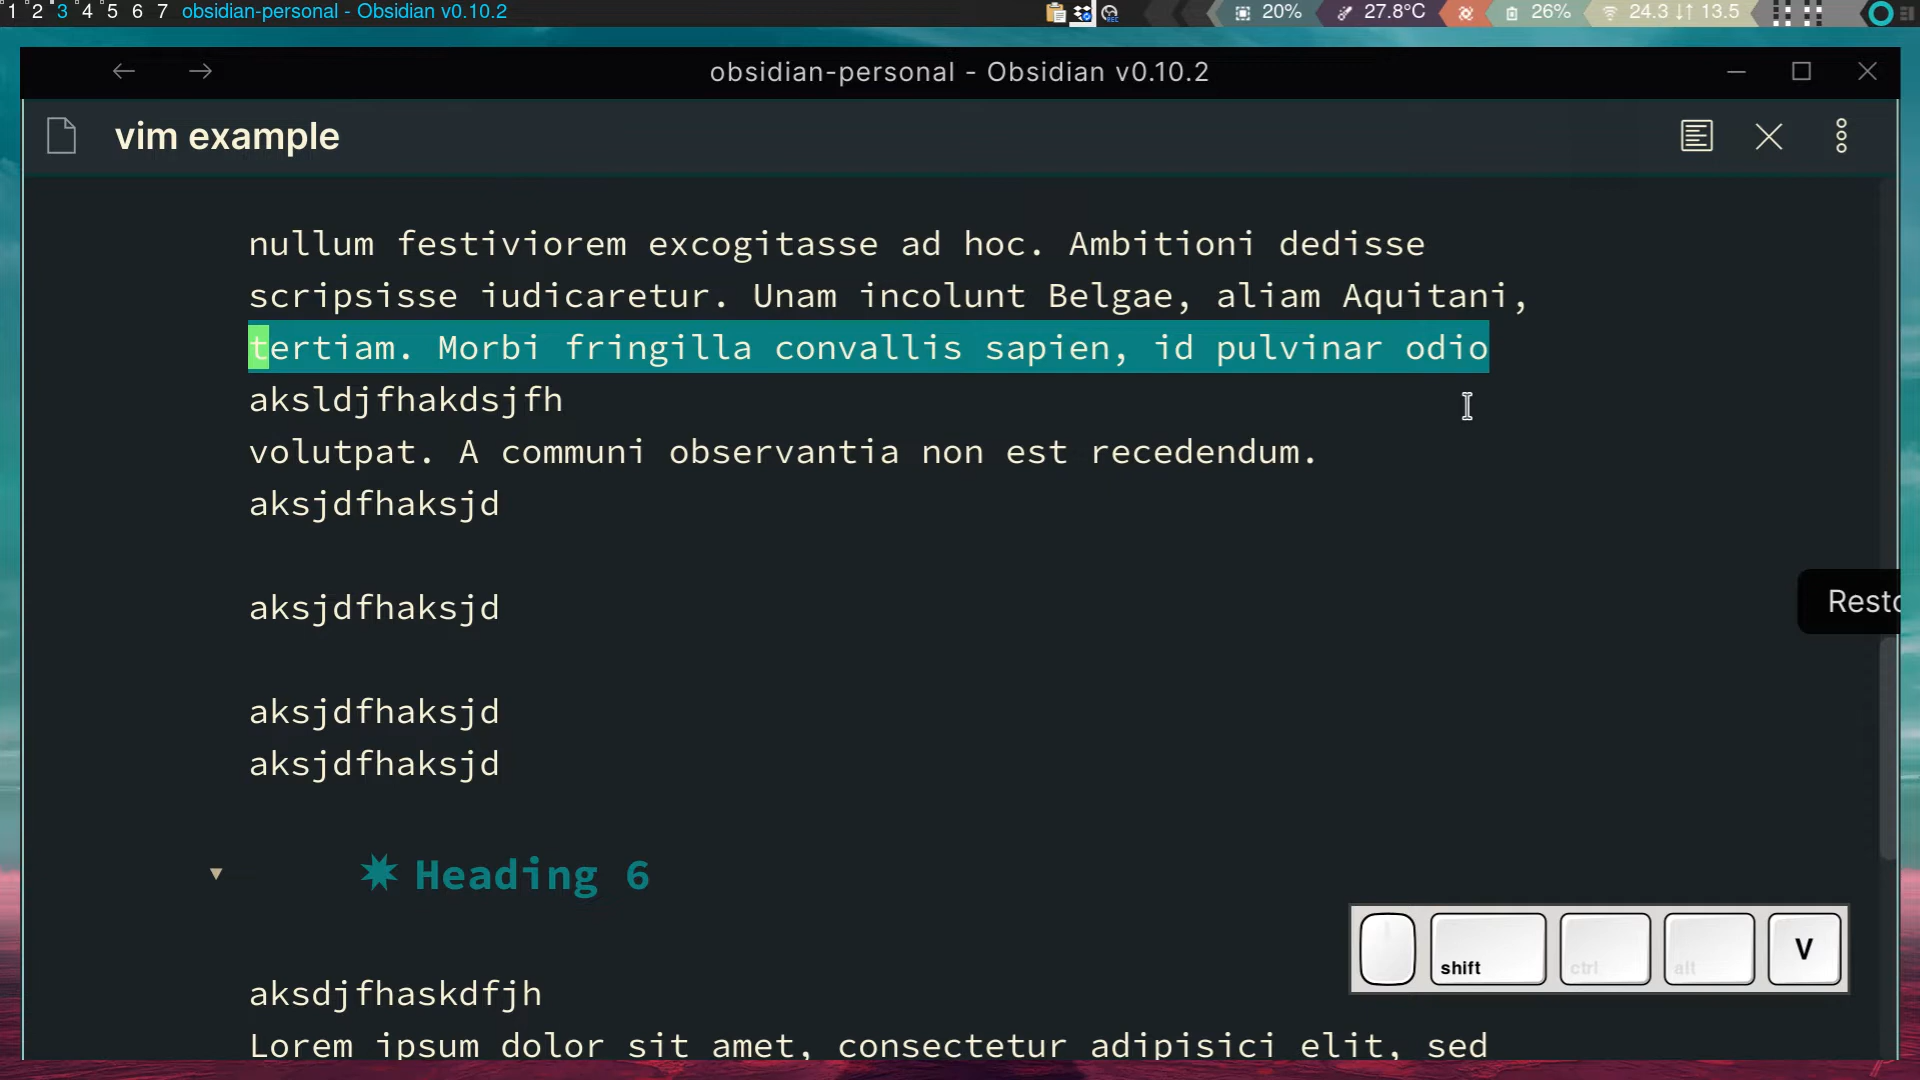 1 2 3 4 5 6 7 obsidian-personal - Obsidian v0.10.2 20% 27.8°C 26% 24.3 ↓↑ 13.5
obsidian-personal - Obsidian v0.10.2
vim example
nullum festiviorem excogitasse ad hoc. Ambitioni dedisse
scripsisse iudicaretur. Unam incolunt Belgae, aliam Aquitani,
tertiam. Morbi fringilla convallis sapien, id pulvinar odio
aksldjfhakdsjfh
volutpat. A communi observantia non est recedendum.
aksjdfhaksjd
aksjdfhaksjd
Resto
aksjdfhaksjd
aksjdfhaksjd
Heading 6
shift ctrl alt V
aksdjfhaskdfjh
Lorem ipsum dolor sit amet, consectetur adipisici elit, sed